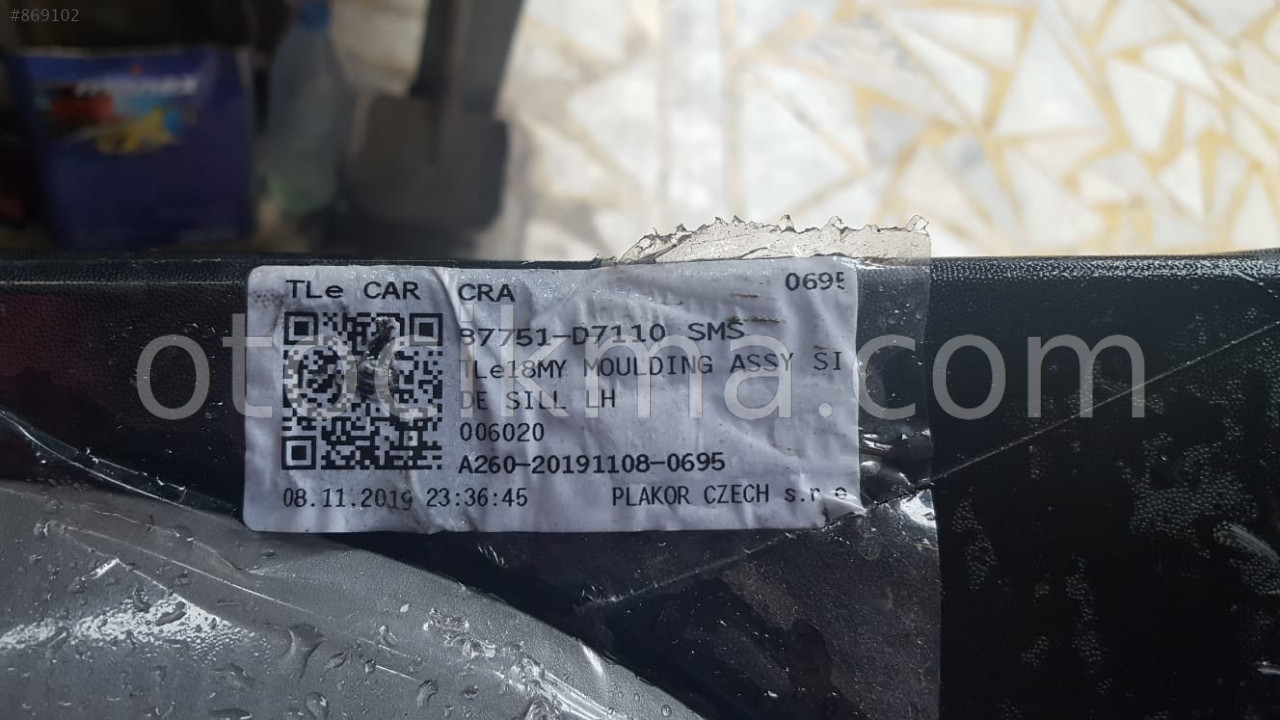 #869102
TLe CAR CRA 0695
87751-D7110 SMS
TLe18MY MOULDING ASSY SI
DE SILL LH
006020
A260-20191108-0695
08.11.2019 23:36:45 PLAKOR CZECH s.r.o
otocikma.com